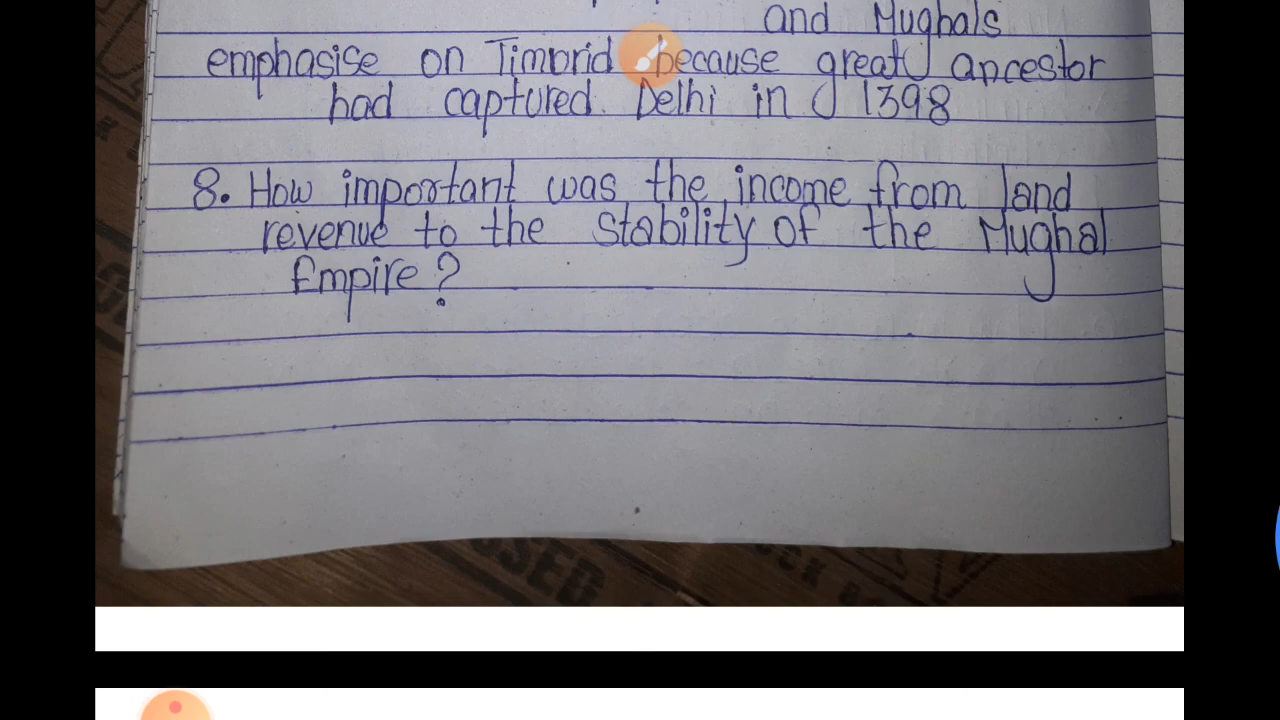 and Mughals
emphasise on Timurid because great ancestor
had captured Delhi in 1398
8. How important was the income from land
revenue to the stability of the Mughal
Empire?